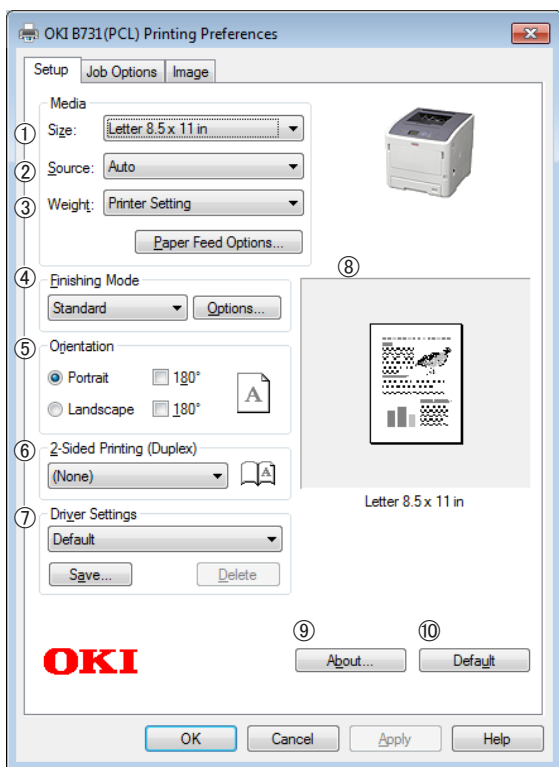 OKI B731(PCL) Printing Preferences
Setup Job Options Image
Media
① Size: Letter 8.5 x 11 in
② Source: Auto
③ Weight: Printer Setting
Paper Feed Options...
④ Finishing Mode
Standard Options...
⑤ Orientation
Portrait 180°
Landscape 180°
A
⑥ 2-Sided Printing (Duplex)
(None)
A
⑦ Driver Settings
Default
Save... Delete
⑧
Letter 8.5 x 11 in
OKI
⑨ ⑩
About... Default
OK Cancel Apply Help